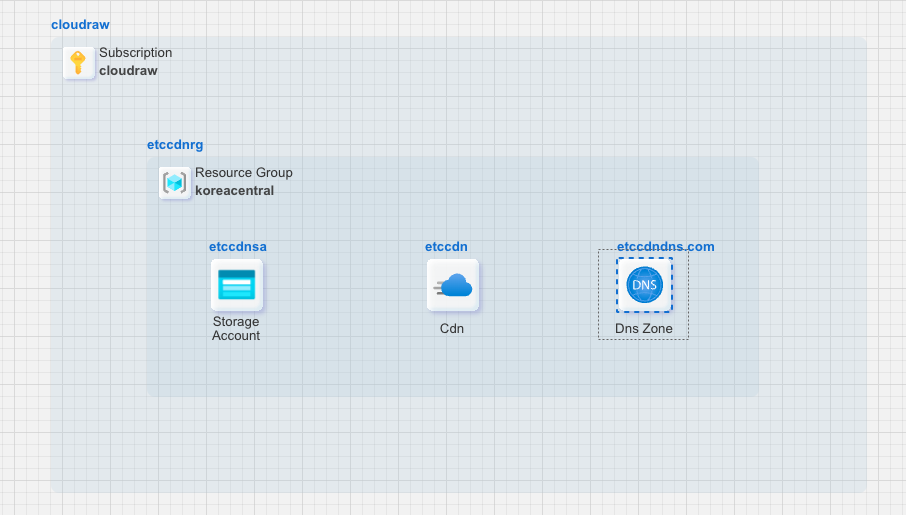 cloudraw
Subscription
cloudraw
etccdnrg
Resource Group
koreacentral
etccdnsa
etccdn
etccdndns.com
DNS
Storage
Account
Cdn
Dns Zone